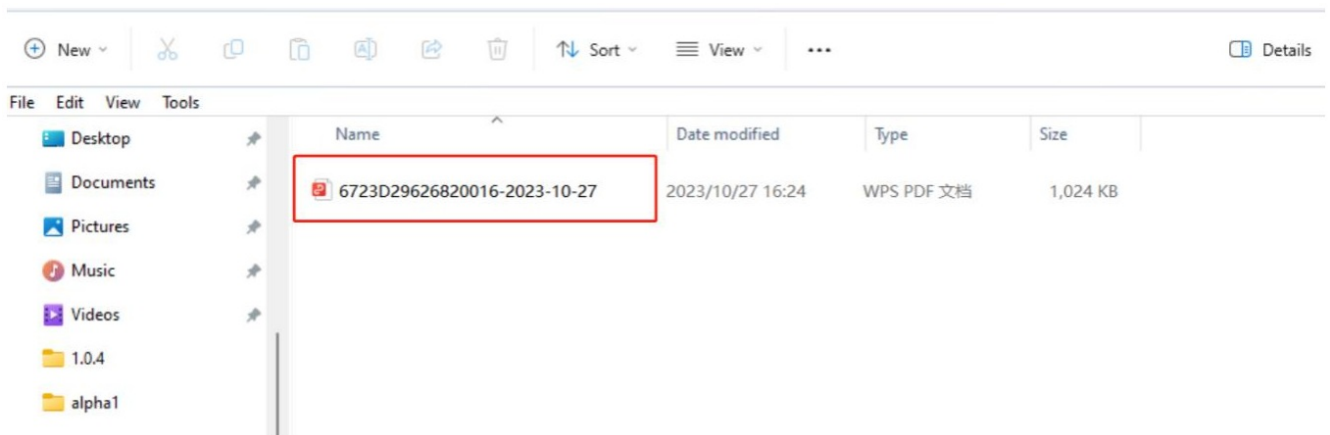 New Sort View ... Details
File Edit View Tools
Name Date modified Type Size
Desktop
6723D29626820016-2023-10-27 2023/10/27 16:24 WPS PDF 文档 1,024 KB
Documents
Pictures
Music
Videos
1.0.4
alpha1